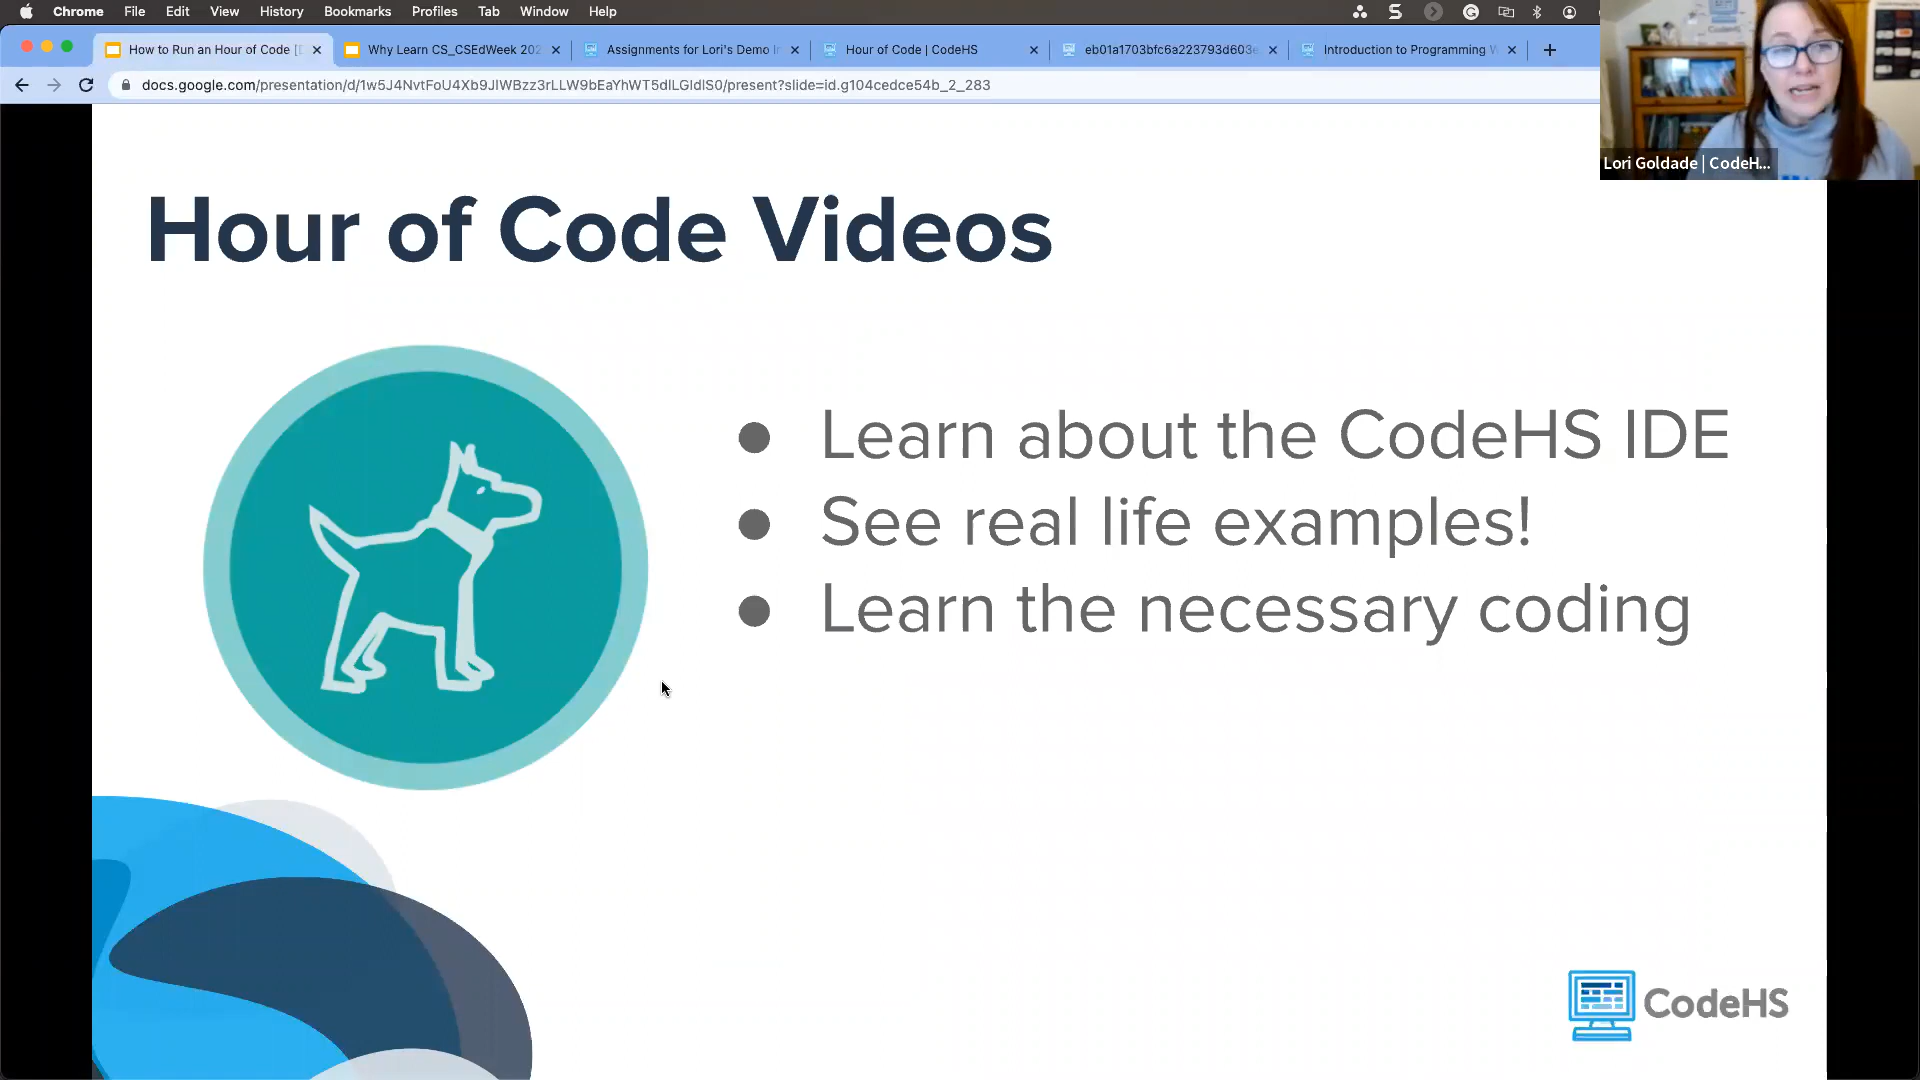 Chrome File Edit View History Bookmarks Profiles Tab Window Help
How to Run an Hour of Code [
Why Learn CS_CSEdWeek 202
Assignments for Lori's Demo
Hour of Code | CodeHS
eb01a1703bfc6a223793d603e
Introduction to Programming
docs.google.com/presentation/d/1w5J4NvtFoU4Xb9JIWBzz3rLLW9bEaYhWT5dlLGldlS0/present?slide=id.g104cedce54b_2_283
Lori Goldade | CodeH...
Hour of Code Videos
● Learn about the CodeHS IDE
● See real life examples!
● Learn the necessary coding
CodeHS